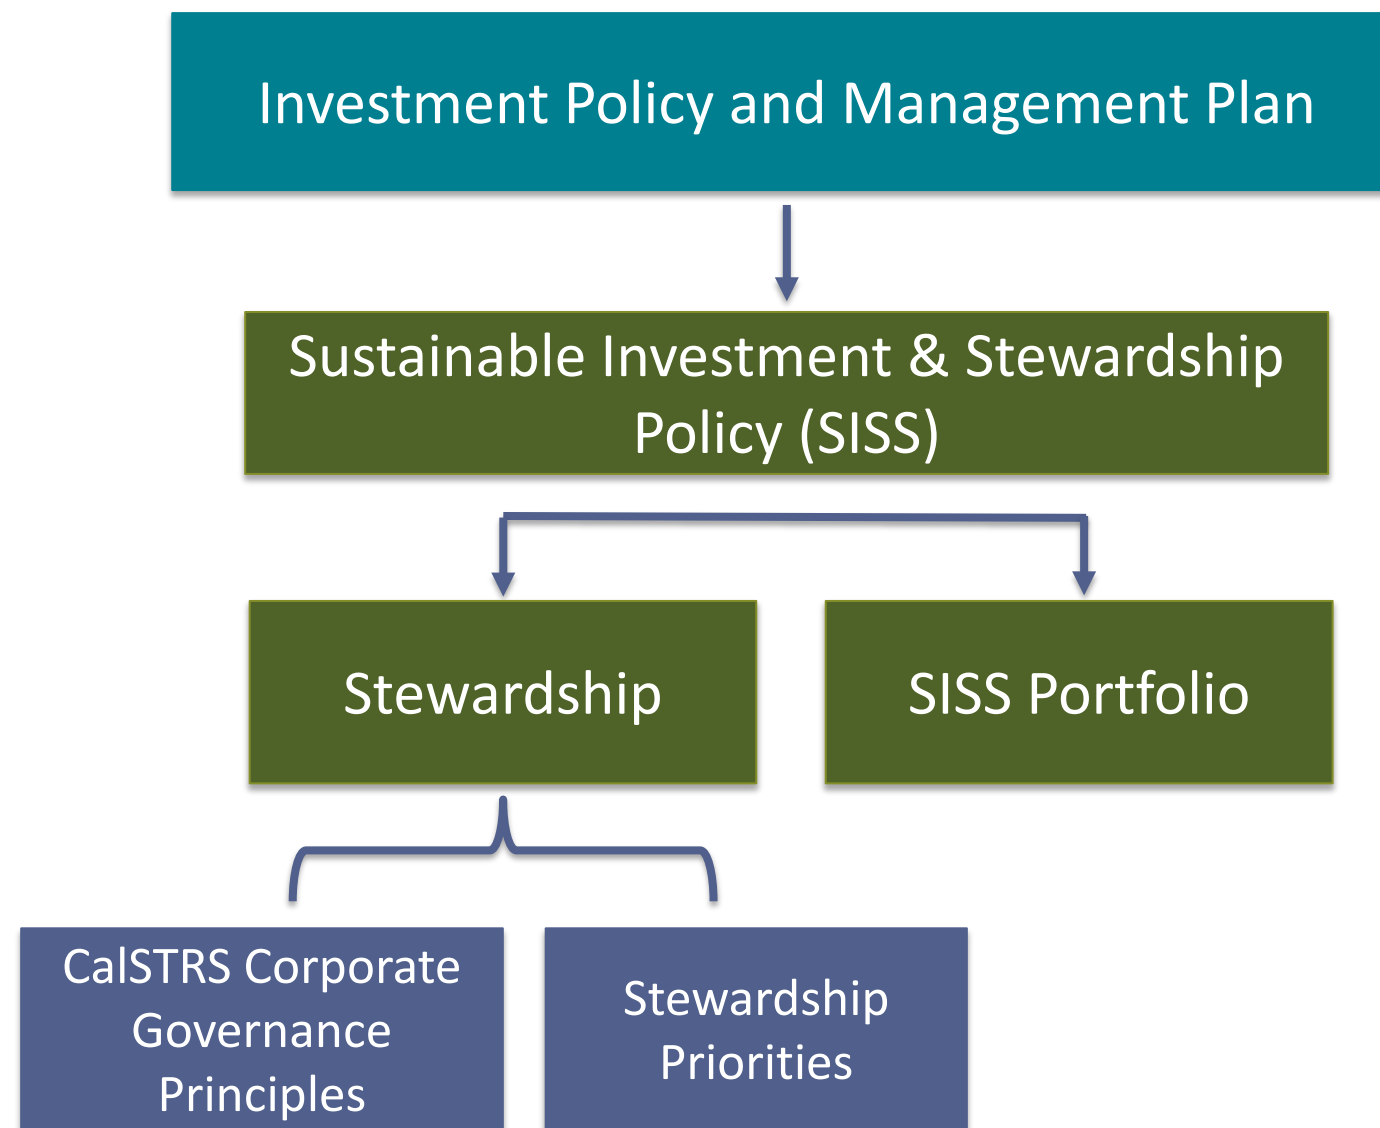 Investment Policy and Management Plan
Sustainable Investment & Stewardship
Policy (SISS)
Stewardship
SISS Portfolio
CalSTRS Corporate
Governance
Principles
Stewardship
Priorities